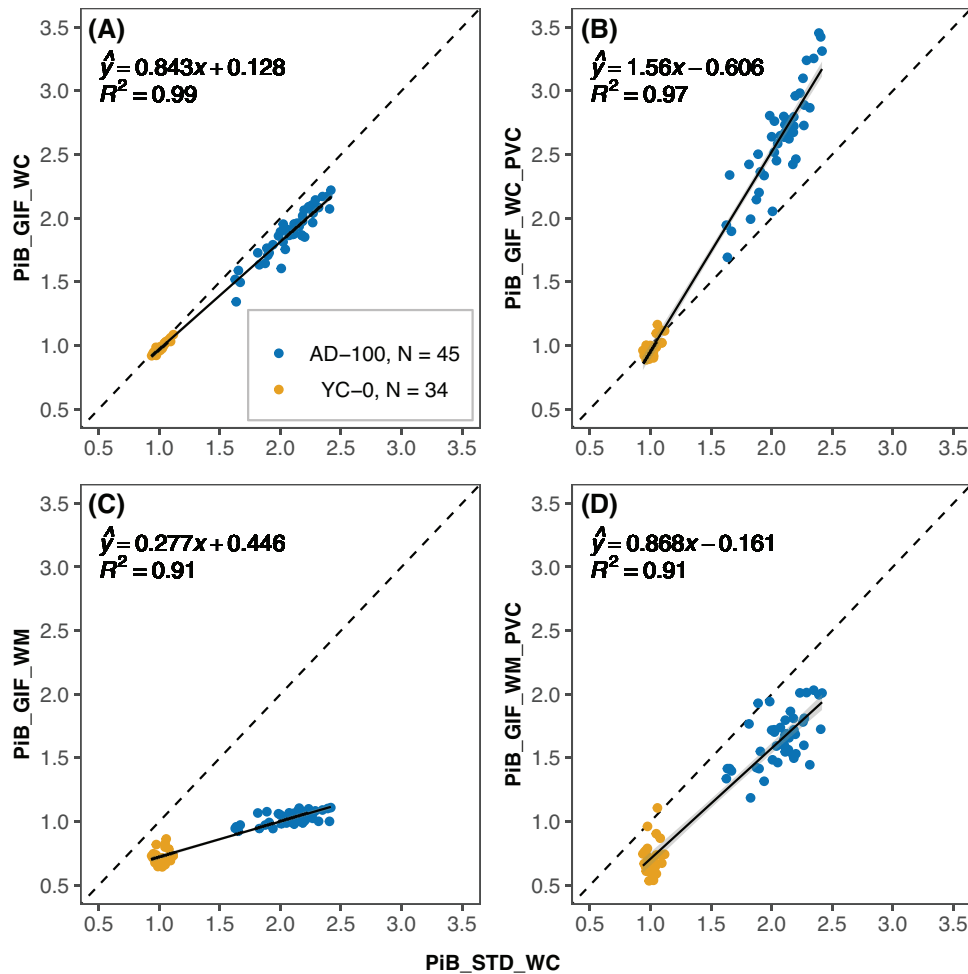 (A)
ŷ=0.843x+0.128
R²=0.99
PiB_GIF_WC
3.5
3.0
2.5
2.0
1.5
1.0
0.5
AD−100, N = 45
YC−0, N = 34
0.5 1.0 1.5 2.0 2.5 3.0 3.5
(B)
ŷ=1.56x−0.606
R²=0.97
PiB_GIF_WC_PVC
3.5
3.0
2.5
2.0
1.5
1.0
0.5
0.5 1.0 1.5 2.0 2.5 3.0 3.5
(C)
ŷ=0.277x+0.446
R²=0.91
PiB_GIF_WM
3.5
3.0
2.5
2.0
1.5
1.0
0.5
0.5 1.0 1.5 2.0 2.5 3.0 3.5
(D)
ŷ=0.868x−0.161
R²=0.91
PiB_GIF_WM_PVC
3.5
3.0
2.5
2.0
1.5
1.0
0.5
0.5 1.0 1.5 2.0 2.5 3.0 3.5
PiB_STD_WC